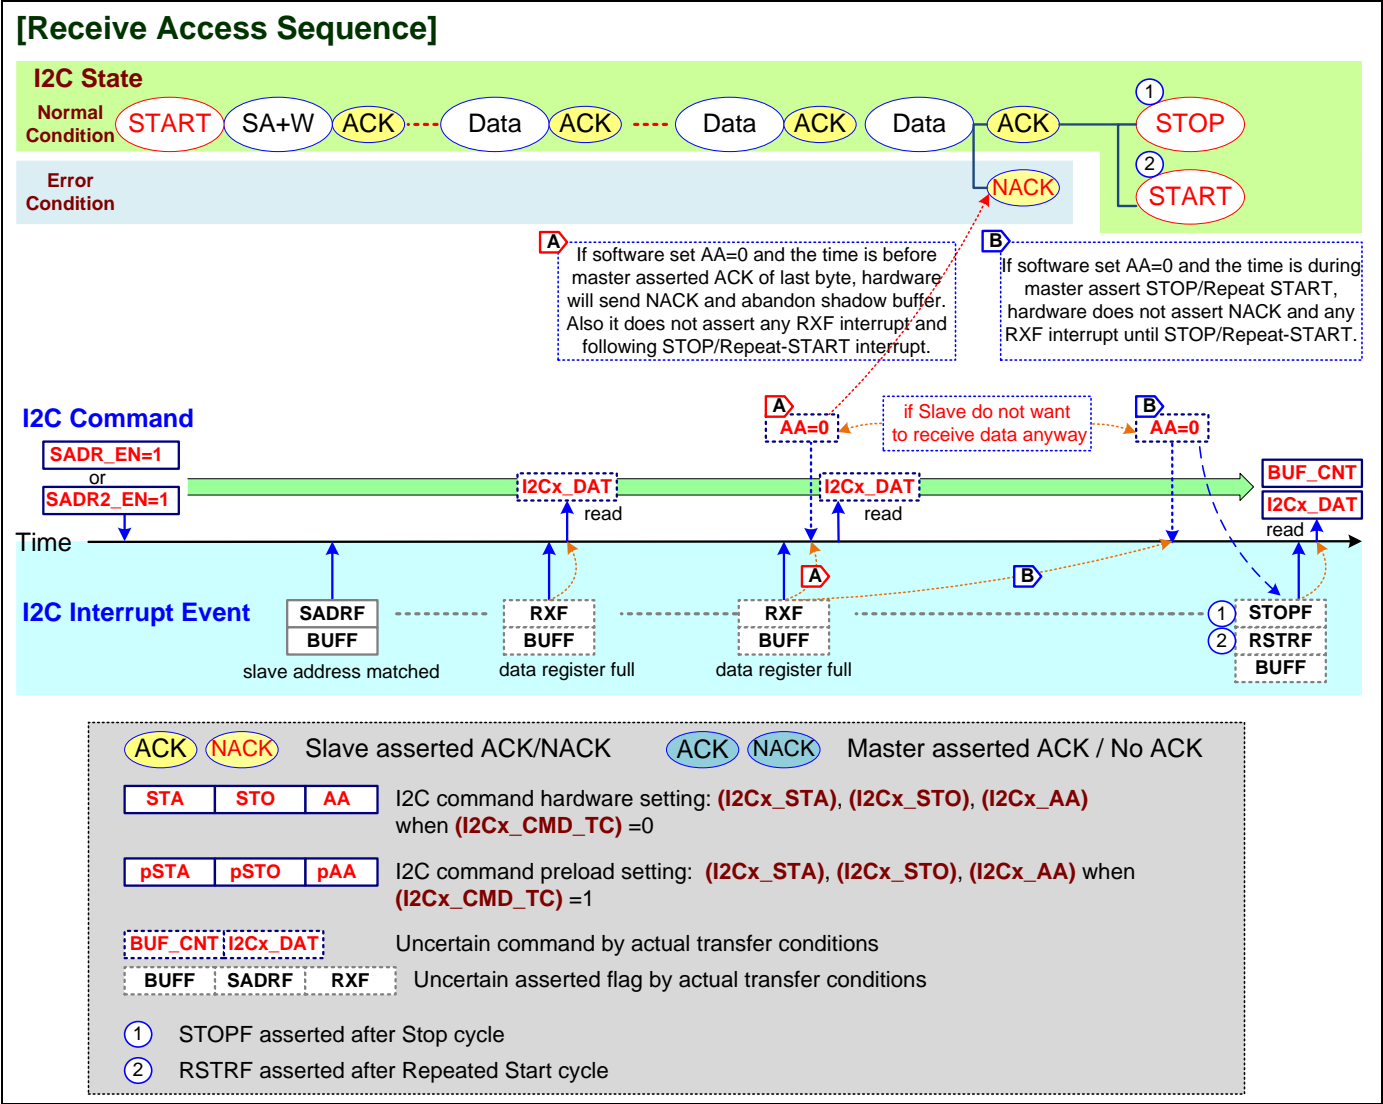 [Receive Access Sequence]
I2C State
Normal
Condition
START
SA+W
ACK
Data
ACK
Data
ACK
Data
ACK
1
STOP
2
START
Error
Condition
NACK
A
If software set AA=0 and the time is before
master asserted ACK of last byte, hardware
will send NACK and abandon shadow buffer.
Also it does not assert any RXF interrupt and
following STOP/Repeat-START interrupt.
B
If software set AA=0 and the time is during
master assert STOP/Repeat START,
hardware does not assert NACK and any
RXF interrupt until STOP/Repeat-START.
I2C Command
SADR_EN=1
or
SADR2_EN=1
I2Cx_DAT
read
A
AA=0
if Slave do not want
to receive data anyway
B
AA=0
I2Cx_DAT
read
BUF_CNT
I2Cx_DAT
read
Time
A
B
I2C Interrupt Event
SADRF
BUFF
slave address matched
RXF
BUFF
data register full
RXF
BUFF
data register full
1
STOPF
2
RSTRF
BUFF
ACK NACK Slave asserted ACK/NACK
ACK NACK Master asserted ACK / No ACK
STA STO AA I2C command hardware setting: (I2Cx_STA), (I2Cx_STO), (I2Cx_AA)
when (I2Cx_CMD_TC) =0
pSTA pSTO pAA I2C command preload setting: (I2Cx_STA), (I2Cx_STO), (I2Cx_AA) when
(I2Cx_CMD_TC) =1
BUF_CNT I2Cx_DAT Uncertain command by actual transfer conditions
BUFF SADRF RXF Uncertain asserted flag by actual transfer conditions
1 STOPF asserted after Stop cycle
2 RSTRF asserted after Repeated Start cycle